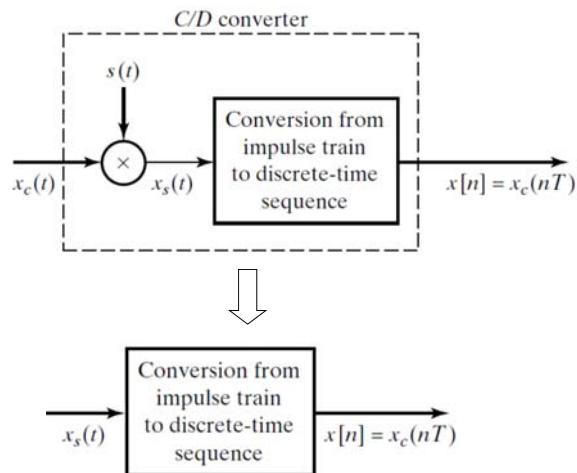 C/D converter
s(t)
×
Conversion from
impulse train
to discrete-time
sequence
x_c(t)
x_s(t)
x[n] = x_c(nT)
Conversion from
impulse train
to discrete-time
sequence
x_s(t)
x[n] = x_c(nT)